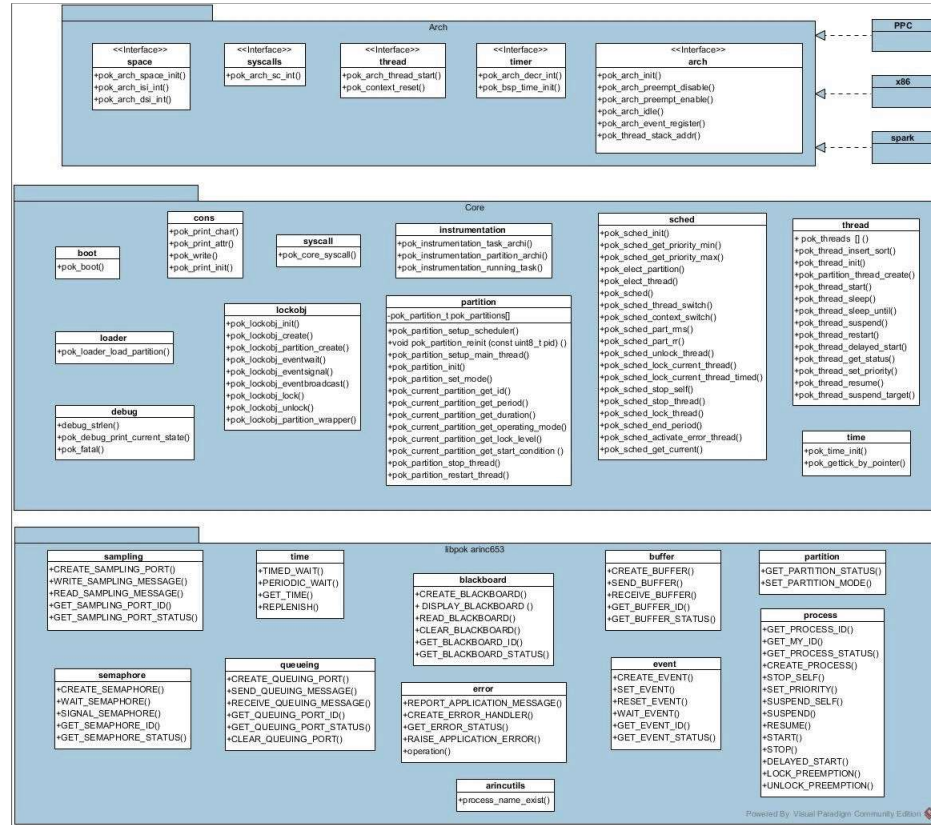 Arch
<<Interface>>
space
+pok_arch_space_init()
+pok_arch_isi_int()
+pok_arch_dsi_int()
<<Interface>>
syscalls
+pok_arch_sc_int()
<<Interface>>
thread
+pok_arch_thread_start()
+pok_context_reset()
<<Interface>>
timer
+pok_arch_decr_int()
+pok_bsp_time_init()
<<Interface>>
arch
+pok_arch_init()
+pok_arch_preempt_disable()
+pok_arch_preempt_enable()
+pok_arch_idle()
+pok_arch_event_register()
+pok_thread_stack_addr()
PPC
x86
spark
Core
boot
+pok_boot()
cons
+pok_print_char()
+pok_print_attr()
+pok_write()
+pok_print_init()
syscall
+pok_core_syscall()
instrumentation
+pok_instrumentation_task_archi()
+pok_instrumentation_partition_archi()
+pok_instrumentation_running_task()
loader
+pok_loader_load_partition()
debug
+debug_strlen()
+pok_debug_print_current_state()
+pok_fatal()
lockobj
+pok_lockobj_init()
+pok_lockobj_create()
+pok_lockobj_partition_create()
+pok_lockobj_eventwait()
+pok_lockobj_eventsignal()
+pok_lockobj_eventbroadcast()
+pok_lockobj_lock()
+pok_lockobj_unlock()
+pok_lockobj_partition_wrapper()
partition
-pok_partition_t pok_partitions[]
+pok_partition_setup_scheduler()
+void pok_partition_reinit (const uint8_t pid) ()
+pok_partition_setup_main_thread()
+pok_partition_init()
+pok_partition_set_mode()
+pok_current_partition_get_id()
+pok_current_partition_get_period()
+pok_current_partition_get_duration()
+pok_current_partition_get_operating_mode()
+pok_current_partition_get_lock_level()
+pok_current_partition_get_start_condition ()
+pok_partition_stop_thread()
+pok_partition_restart_thread()
sched
+pok_sched_init()
+pok_sched_get_priority_min()
+pok_sched_get_priority_max()
+pok_elect_partition()
+pok_elect_thread()
+pok_sched()
+pok_sched_thread_switch()
+pok_sched_context_switch()
+pok_sched_part_rms()
+pok_sched_part_rr()
+pok_sched_unlock_thread()
+pok_sched_lock_current_thread()
+pok_sched_lock_current_thread_timed()
+pok_sched_stop_self()
+pok_sched_stop_thread()
+pok_sched_lock_thread()
+pok_sched_end_period()
+pok_sched_activate_error_thread()
+pok_sched_get_current()
thread
+ pok_threads [] ()
+pok_thread_insert_sort()
+pok_thread_init()
+pok_partition_thread_create()
+pok_thread_start()
+pok_thread_sleep()
+pok_thread_sleep_until()
+pok_thread_suspend()
+pok_thread_restart()
+pok_thread_delayed_start()
+pok_thread_get_status()
+pok_thread_set_priority()
+pok_thread_resume()
+pok_thread_suspend_target()
time
+pok_time_init()
+pok_gettick_by_pointer()
libpok arinc653
sampling
+CREATE_SAMPLING_PORT()
+WRITE_SAMPLING_MESSAGE()
+READ_SAMPLING_MESSAGE()
+GET_SAMPLING_PORT_ID()
+GET_SAMPLING_PORT_STATUS()
time
+TIMED_WAIT()
+PERIODIC_WAIT()
+GET_TIME()
+REPLENISH()
blackboard
+CREATE_BLACKBOARD()
+ DISPLAY_BLACKBOARD ()
+READ_BLACKBOARD()
+CLEAR_BLACKBOARD()
+GET_BLACKBOARD_ID()
+GET_BLACKBOARD_STATUS()
buffer
+CREATE_BUFFER()
+SEND_BUFFER()
+RECEIVE_BUFFER()
+GET_BUFFER_ID()
+GET_BUFFER_STATUS()
partition
+GET_PARTITION_STATUS()
+SET_PARTITION_MODE()
semaphore
+CREATE_SEMAPHORE()
+WAIT_SEMAPHORE()
+SIGNAL_SEMAPHORE()
+GET_SEMAPHORE_ID()
+GET_SEMAPHORE_STATUS()
queueing
+CREATE_QUEUING_PORT()
+SEND_QUEUING_MESSAGE()
+RECEIVE_QUEUING_MESSAGE()
+GET_QUEUING_PORT_ID()
+GET_QUEUING_PORT_STATUS()
+CLEAR_QUEUING_PORT()
error
+REPORT_APPLICATION_MESSAGE()
+CREATE_ERROR_HANDLER()
+GET_ERROR_STATUS()
+RAISE_APPLICATION_ERROR()
+operation()
event
+CREATE_EVENT()
+SET_EVENT()
+RESET_EVENT()
+WAIT_EVENT()
+GET_EVENT_ID()
+GET_EVENT_STATUS()
process
+GET_PROCESS_ID()
+GET_MY_ID()
+GET_PROCESS_STATUS()
+CREATE_PROCESS()
+STOP_SELF()
+SET_PRIORITY()
+SUSPEND_SELF()
+SUSPEND()
+RESUME()
+START()
+STOP()
+DELAYED_START()
+LOCK_PREEMPTION()
+UNLOCK_PREEMPTION()
arincutils
+process_name_exist()
Powered By Visual Paradigm Community Edition